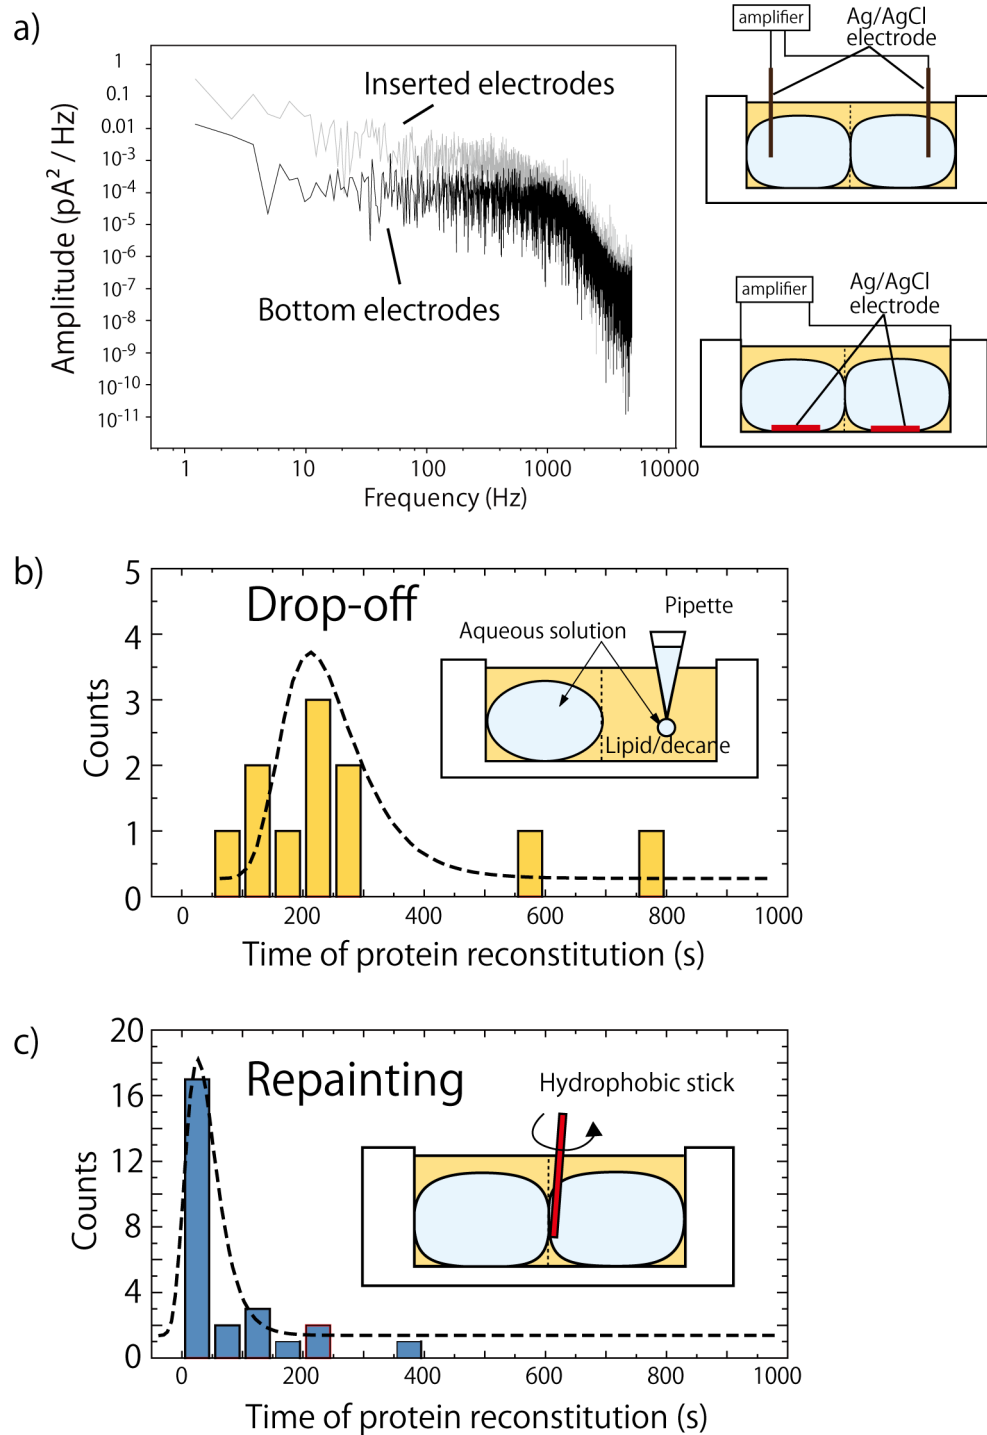 a)
1
0.1
0.01
10⁻³
10⁻⁴
10⁻⁵
10⁻⁶
10⁻⁷
10⁻⁸
10⁻⁹
10⁻¹⁰
10⁻¹¹
Amplitude (pA² / Hz)
Inserted electrodes
Bottom electrodes
1 10 100 1000 10000
Frequency (Hz)
amplifier
Ag/AgCl
electrode
amplifier
Ag/AgCl
electrode
b)
5
4
3
2
1
0
Counts
Drop-off
Aqueous solution
Pipette
Lipid/decane
0 200 400 600 800 1000
Time of protein reconstitution (s)
c)
20
16
12
8
4
0
Counts
Repainting
Hydrophobic stick
0 200 400 600 800 1000
Time of protein reconstitution (s)